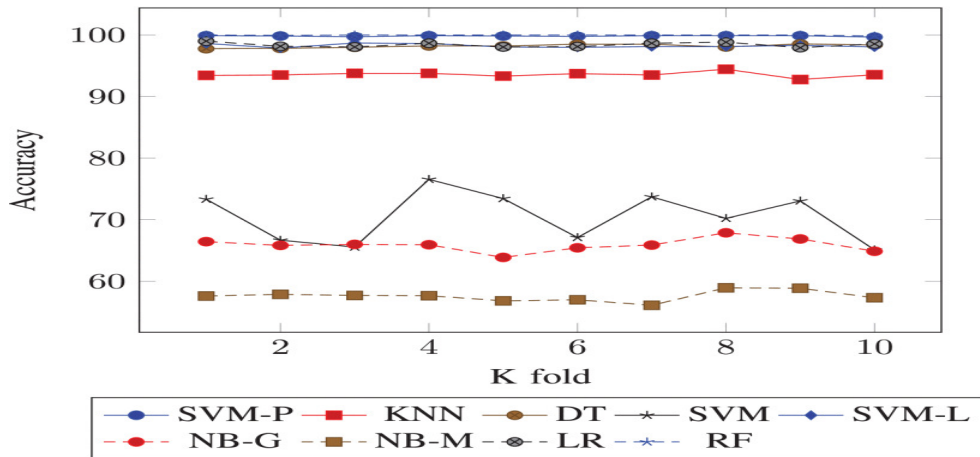 100
90
80
70
60
Accuracy
2 4 6 8 10
K fold
SVM-P KNN DT SVM SVM-L
NB-G NB-M LR RF